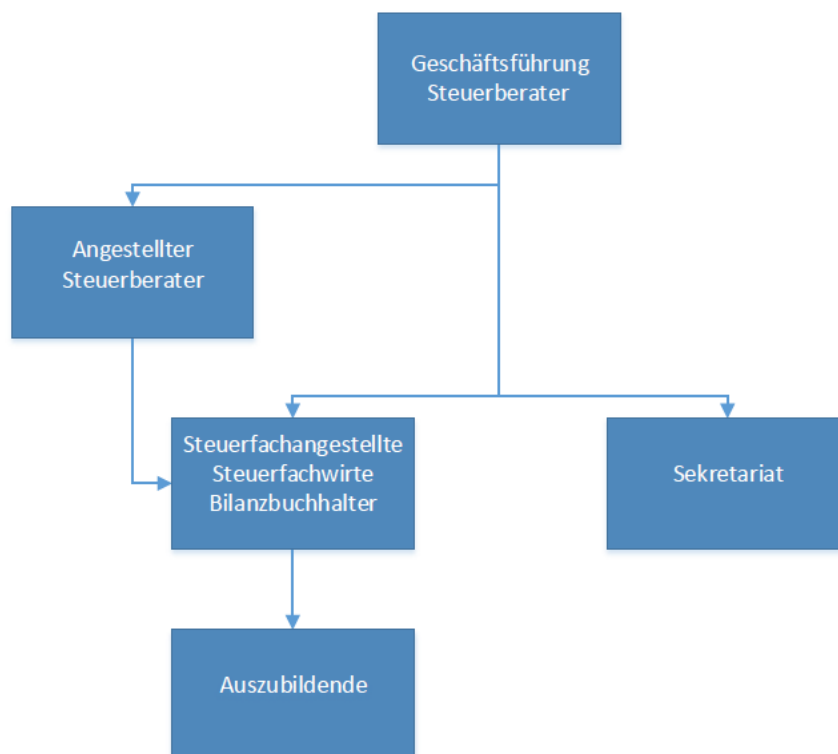 Geschäftsführung
Steuerberater
Angestellter
Steuerberater
Steuerfachangestellte
Steuerfachwirte
Bilanzbuchhalter
Sekretariat
Auszubildende